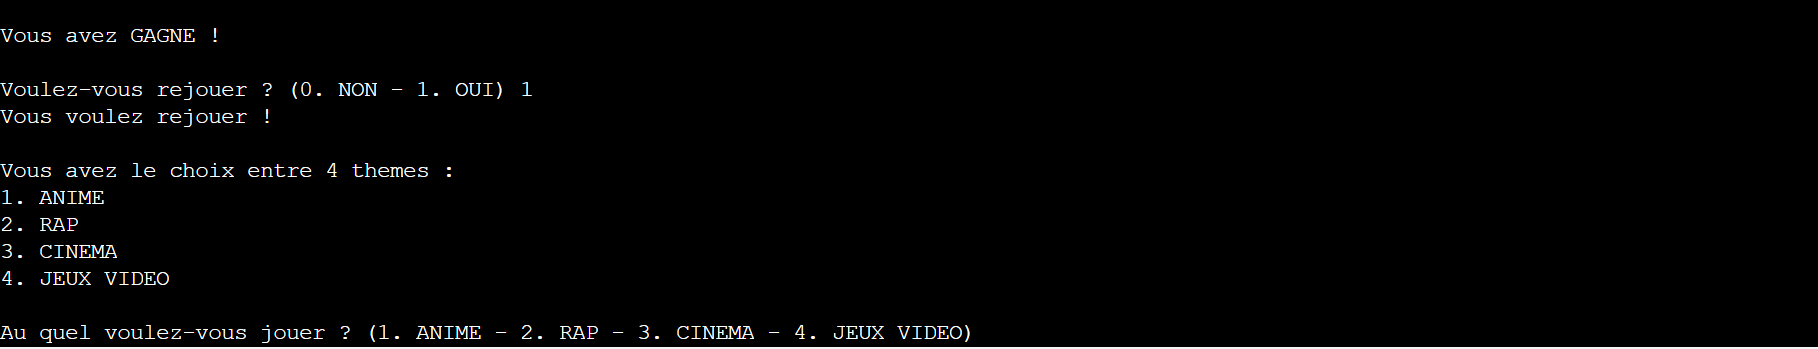 Vous avez GAGNE !
Voulez-vous rejouer ? (0. NON - 1. OUI) 1
Vous voulez rejouer !
Vous avez le choix entre 4 themes :
1. ANIME
2. RAP
3. CINEMA
4. JEUX VIDEO
Au quel voulez-vous jouer ? (1. ANIME - 2. RAP - 3. CINEMA - 4. JEUX VIDEO)